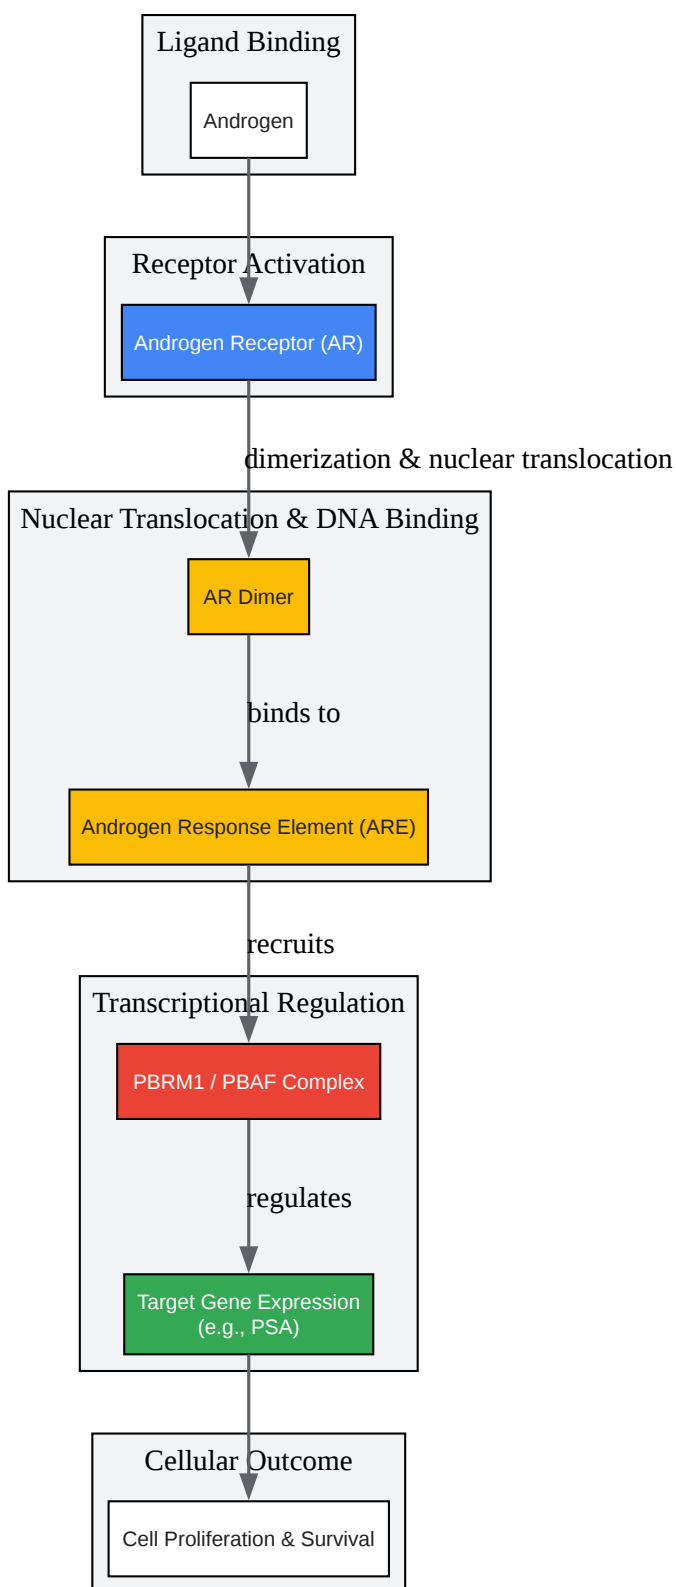 Ligand Binding
Androgen
Receptor Activation
Androgen Receptor (AR)
dimerization & nuclear translocation
Nuclear Translocation & DNA Binding
AR Dimer
binds to
Androgen Response Element (ARE)
recruits
Transcriptional Regulation
PBRM1 / PBAF Complex
regulates
Target Gene Expression
(e.g., PSA)
Cellular Outcome
Cell Proliferation & Survival